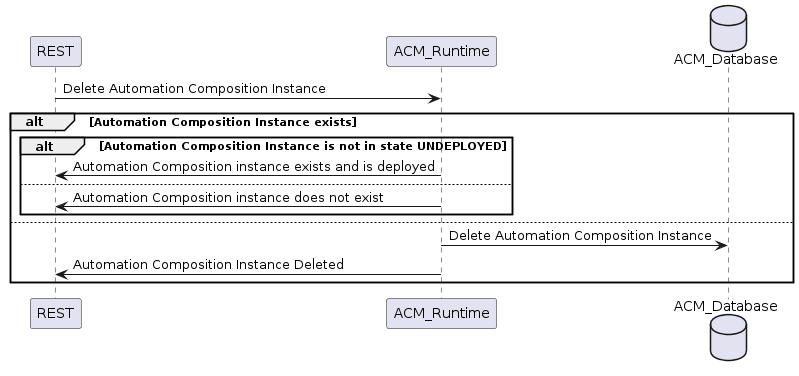 REST
ACM_Runtime
ACM_Database
Delete Automation Composition Instance
alt
[Automation Composition Instance exists]
alt
[Automation Composition Instance is not in state UNDEPLOYED]
Automation Composition instance exists and is deployed
Automation Composition instance does not exist
Delete Automation Composition Instance
Automation Composition Instance Deleted
REST
ACM_Runtime
ACM_Database